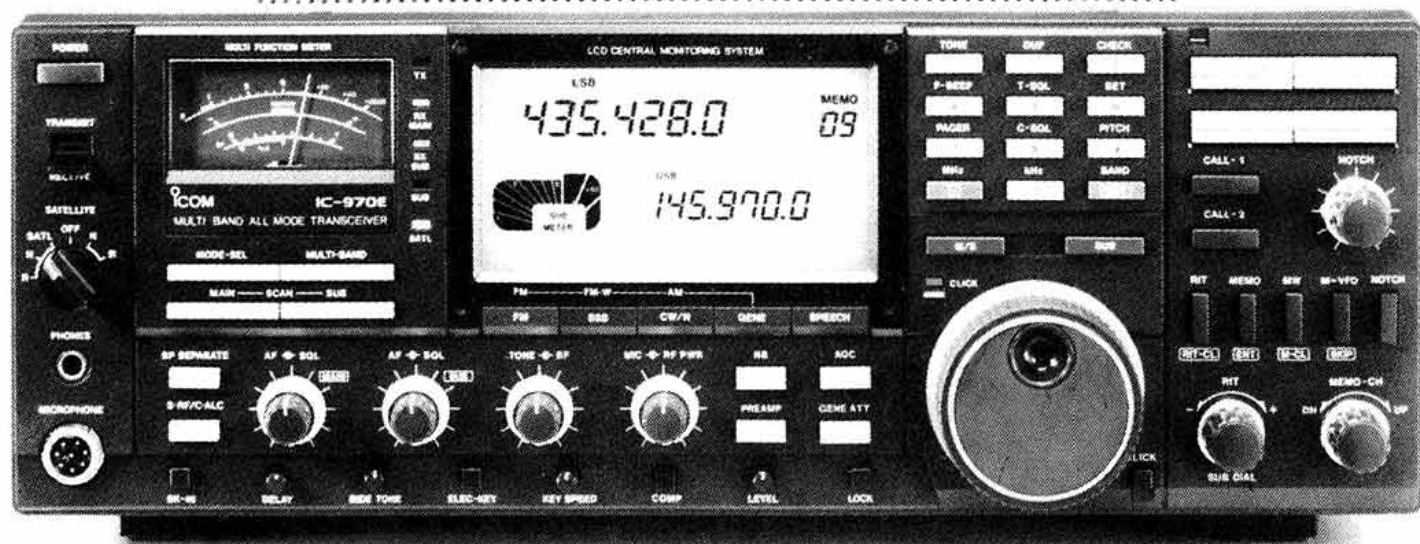 POWER
TRANSMIT
RECEIVE
SATELLITE
SATL OFF N
N R
R
PHONES
MICROPHONE
MULTI FUNCTION METER
TX
RX
MAIN
RX
SUB
SUB
SATL
iCOM IC-970E
MULTI BAND ALL MODE TRANSCEIVER
MODE-SEL MULTI-BAND
MAIN SCAN SUB
LCD CENTRAL MONITORING SYSTEM
LSB
435.428.0
MEMO
09
USB
145.970.0
SUB
METER
FM FM-W AM
FM SSB CW/N GENE SPEECH
SP SEPARATE AF SQL MAIN AF SQL SUB TONE RF MIC RF PWR NB AGC
S-RF/C-ALC PREAMP GENE ATT
BK-IN DELAY SIDE TONE ELEC-KEY KEY SPEED COMP LEVEL LOCK
TONE DUP CHECK
P-BEEP T-SQL SET
PAGER C-SQL PITCH
MHz kHz BAND
M/S SUB
CLICK
CALL-1
CALL-2
NOTCH
RIT MEMO MW M-VFO NOTCH
RIT-CL ENT M-CL SKIP
RIT MEMO-CH
- + DN UP
SUB DIAL